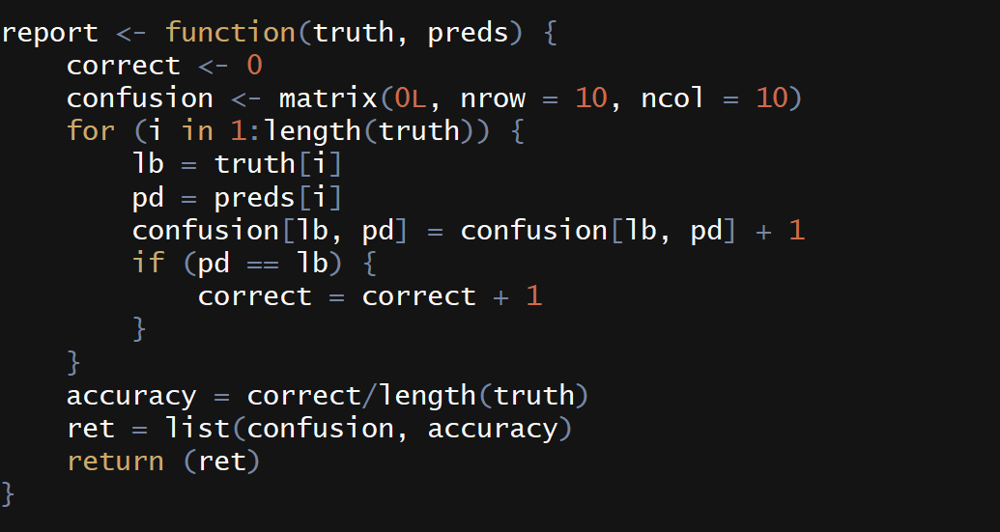 report <- function(truth, preds) {
    correct <- 0
    confusion <- matrix(0L, nrow = 10, ncol = 10)
    for (i in 1:length(truth)) {
        lb = truth[i]
        pd = preds[i]
        confusion[lb, pd] = confusion[lb, pd] + 1
        if (pd == lb) {
            correct = correct + 1
        }
    }
    accuracy = correct/length(truth)
    ret = list(confusion, accuracy)
    return (ret)
}